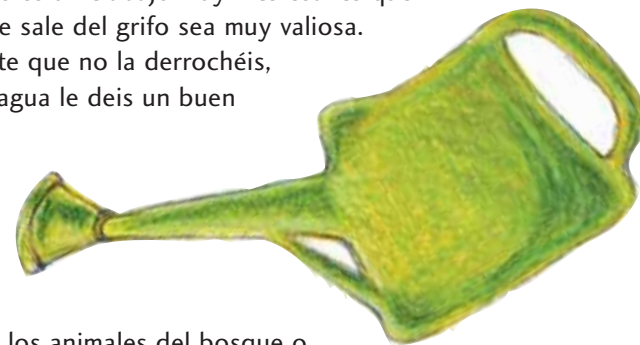 e sale del grifo sea muy valiosa.
te que no la derrochéis,
agua le deis un buen
los animales del bosque o